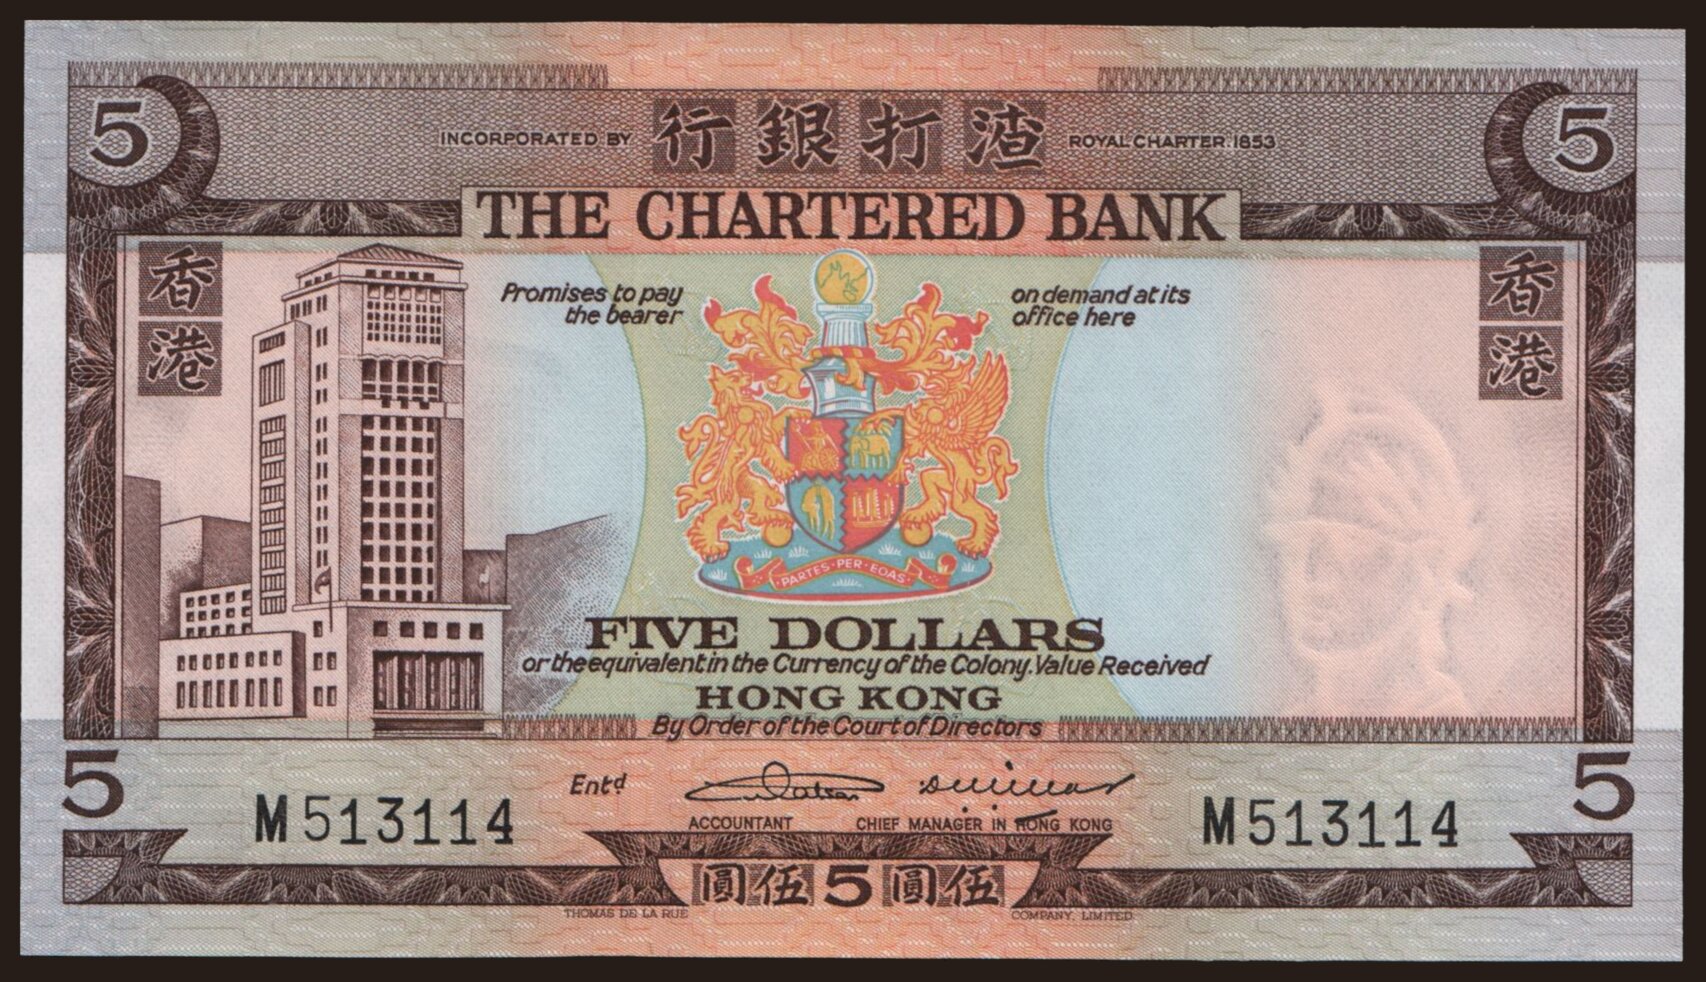 5 5
INCORPORATED BY 行銀打渣 ROYAL CHARTER.1853
THE CHARTERED BANK
香港 香港
Promises to pay on demand at its
the bearer office here
PARTES·PER·EOAS
FIVE DOLLARS
or the equivalent in the Currency of the Colony. Value Received
HONG KONG
By Order of the Court of Directors
5 5
Entd
M513114 M513114
ACCOUNTANT CHIEF MANAGER IN HONG KONG
圓伍 5 圓伍
THOMAS DE LA RUE COMPANY, LIMITED